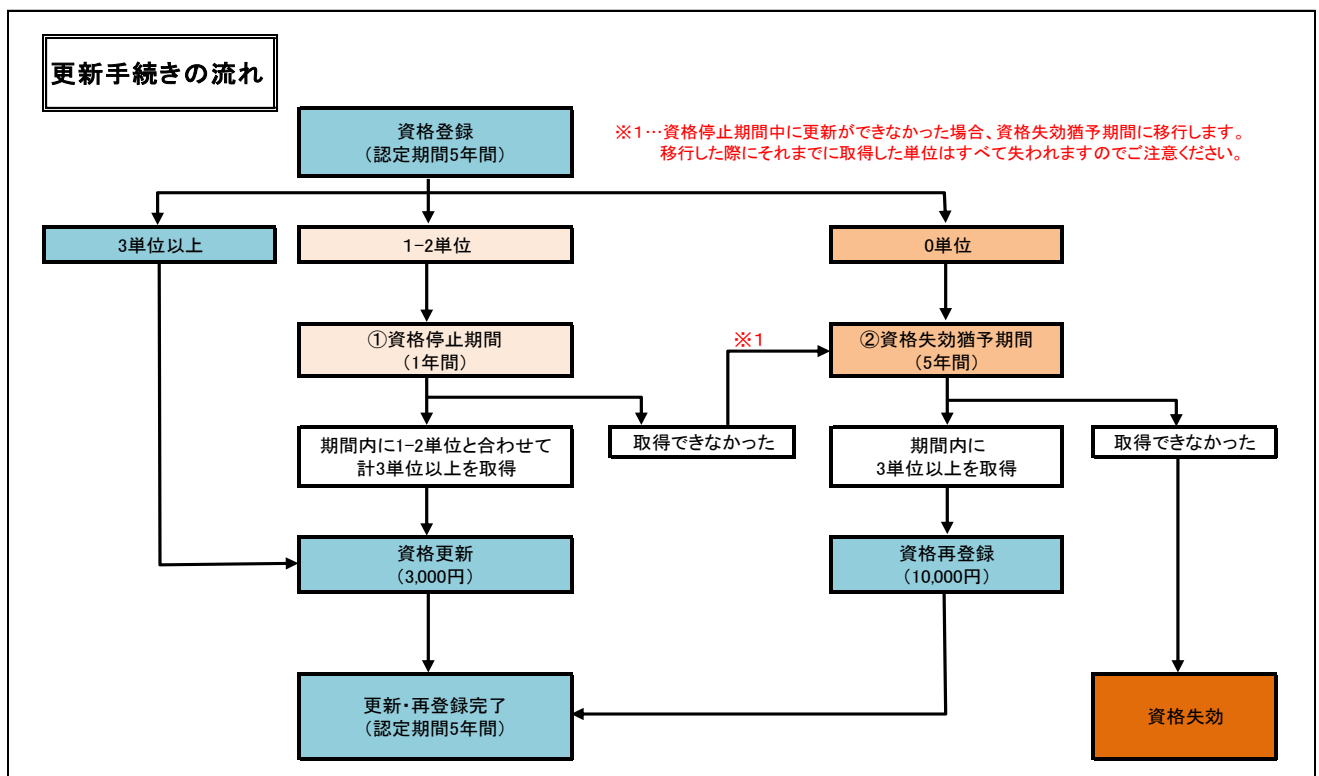 更新手続きの流れ
資格登録
(認定期間5年間)
※1…資格停止期間中に更新ができなかった場合、資格失効猶予期間に移行します。
移行した際にそれまでに取得した単位はすべて失われますのでご注意ください。
3単位以上
1-2単位
0単位
①資格停止期間
(1年間)
※1
②資格失効猶予期間
(5年間)
期間内に1-2単位と合わせて
計3単位以上を取得
取得できなかった
期間内に
3単位以上を取得
取得できなかった
資格更新
(3,000円)
資格再登録
(10,000円)
更新・再登録完了
(認定期間5年間)
資格失効